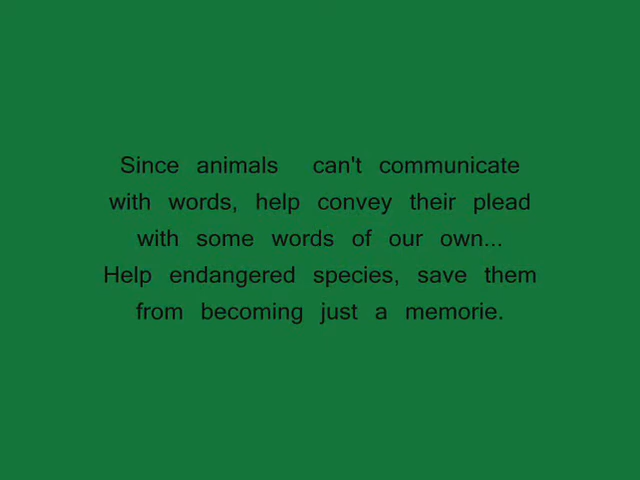 Since animals can't communicate
with words, help convey their plead
with some words of our own...
Help endangered species, save them
from becoming just a memorie.